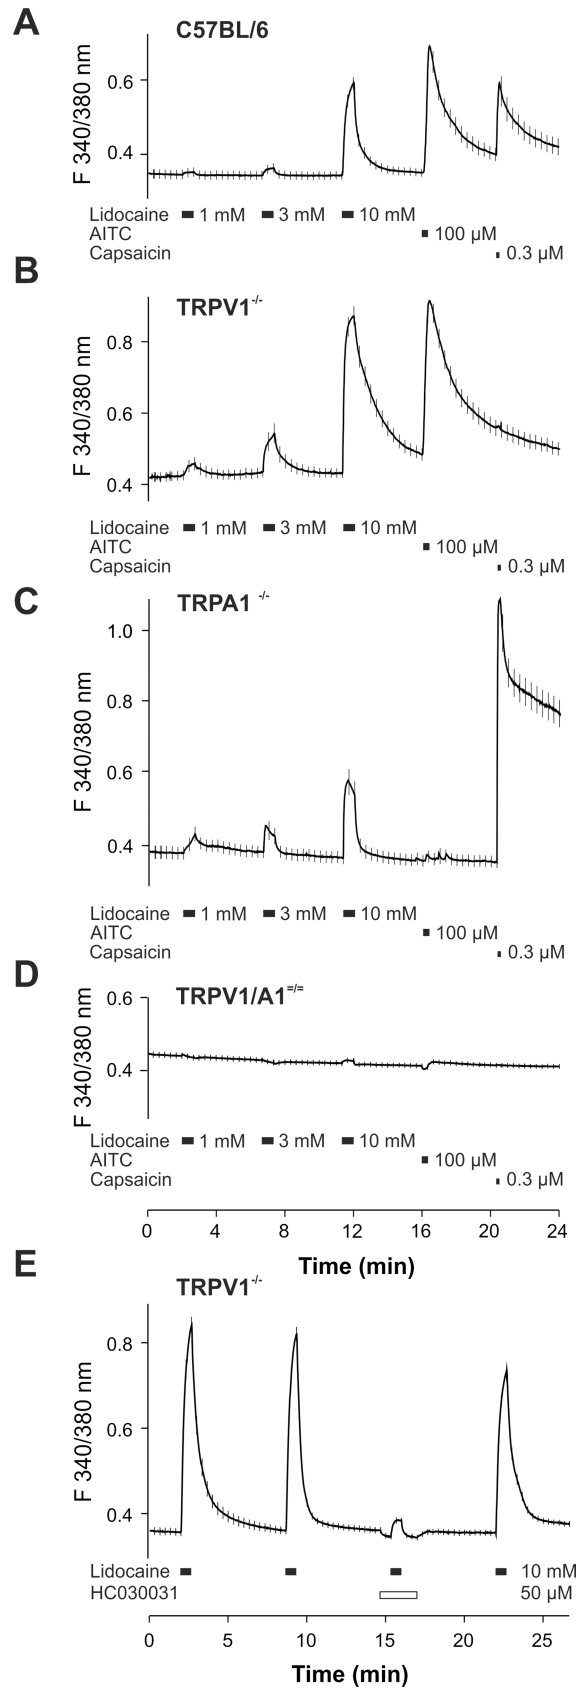 A
C57BL/6
F 340/380 nm
0.6
0.4
Lidocaine 1 mM 3 mM 10 mM
AITC 100 µM
Capsaicin 0.3 µM
B
TRPV1-/-
F 340/380 nm
0.8
0.6
0.4
Lidocaine 1 mM 3 mM 10 mM
AITC 100 µM
Capsaicin 0.3 µM
C
TRPA1 -/-
F 340/380 nm
1.0
0.8
0.6
0.4
Lidocaine 1 mM 3 mM 10 mM
AITC 100 µM
Capsaicin 0.3 µM
D
TRPV1/A1=/=
F 340/380 nm
0.6
0.4
Lidocaine 1 mM 3 mM 10 mM
AITC 100 µM
Capsaicin 0.3 µM
0 4 8 12 16 20 24
Time (min)
E
TRPV1-/-
F 340/380 nm
0.8
0.6
0.4
Lidocaine 10 mM
HC030031 50 µM
0 5 10 15 20 25
Time (min)